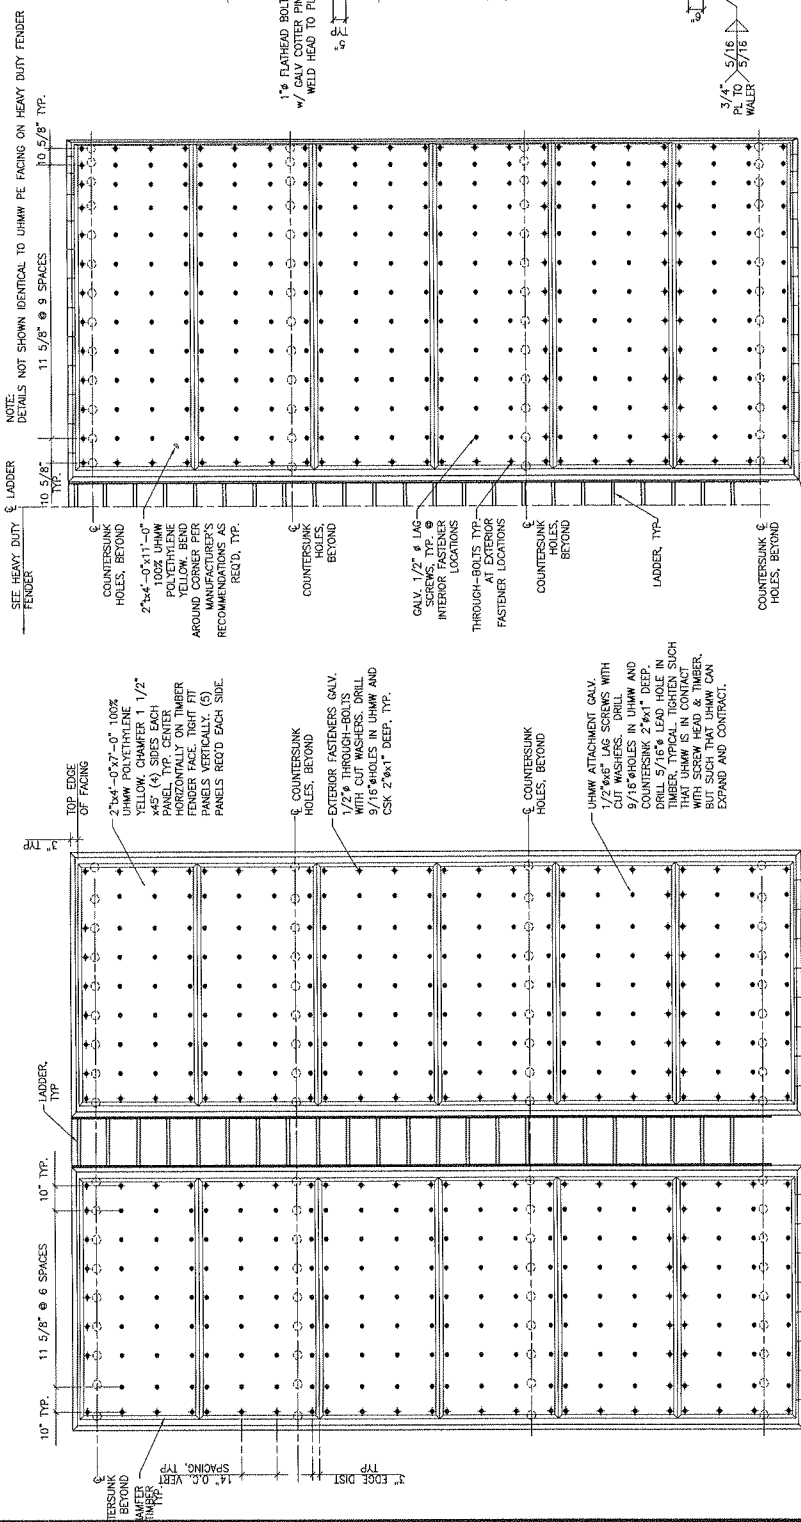 NOTE:
DETAILS NOT SHOWN IDENTICAL TO UHMW PE FACING ON HEAVY DUTY FENDER
SEE HEAVY DUTY
FENDER
℄ LADDER
10 5/8"
TYP.
11 5/8" @ 9 SPACES
10 5/8" TYP.
℄
COUNTERSUNK
HOLES, BEYOND
2"x4'-0"x11'-0"
100% UHMW
POLYETHYLENE
YELLOW. BEND
AROUND CORNER PER
MANUFACTURER'S
RECOMMENDATIONS AS
REQ'D, TYP.
℄
COUNTERSUNK
HOLES,
BEYOND
GALV. 1/2" ø LAG
SCREWS, TYP. @
INTERIOR FASTENER
LOCATIONS
THROUGH-BOLTS TYP.
AT EXTERIOR
FASTENER LOCATIONS
℄
COUNTERSUNK
HOLES,
BEYOND
LADDER, TYP
COUNTERSUNK ℄
HOLES, BEYOND
1"ø FLATHEAD BOLT
w/ GALV COTTER PIN
WELD HEAD TO PL
6"
3/4"
PL TO
WALER
5/16
5/16
LADDER,
TYP
10" TYP.
11 5/8" @ 6 SPACES
10" TYP.
℄
TERSUNK
BEYOND
AMFER
TIMBER
TYP.
14" O.C. VERT
SPACING, TYP
3" EDGE DIST
TYP
3" TYP
TOP EDGE
OF FACING
2"x4'-0"x7'-0" 100%
UHMW POLYETHYLENE
YELLOW. CHAMFER 1 1/2"
x45° (4) SIDES EACH
PANEL, TYP. CENTER
HORIZONTALLY ON TIMBER
FENDER FACE. TIGHT FIT
PANELS VERTICALLY. (5)
PANELS REQ'D EACH SIDE.
℄ COUNTERSUNK
HOLES, BEYOND
EXTERIOR FASTENERS GALV.
1/2"ø THROUGH-BOLTS
WITH CUT WASHERS. DRILL
9/16"øHOLES IN UHMW AND
CSK 2"øx1" DEEP, TYP.
℄ COUNTERSUNK
HOLES, BEYOND
UHMW ATTACHMENT GALV.
1/2"øx6" LAG SCREWS WITH
CUT WASHERS. DRILL
9/16"øHOLES IN UHMW AND
COUNTERSINK 2"øx1" DEEP.
DRILL 5/16"ø LEAD HOLE IN
TIMBER, TYPICAL. TIGHTEN SUCH
THAT UHMW IS IN CONTACT
WITH SCREW HEAD & TIMBER,
BUT SUCH THAT UHMW CAN
EXPAND AND CONTRACT.